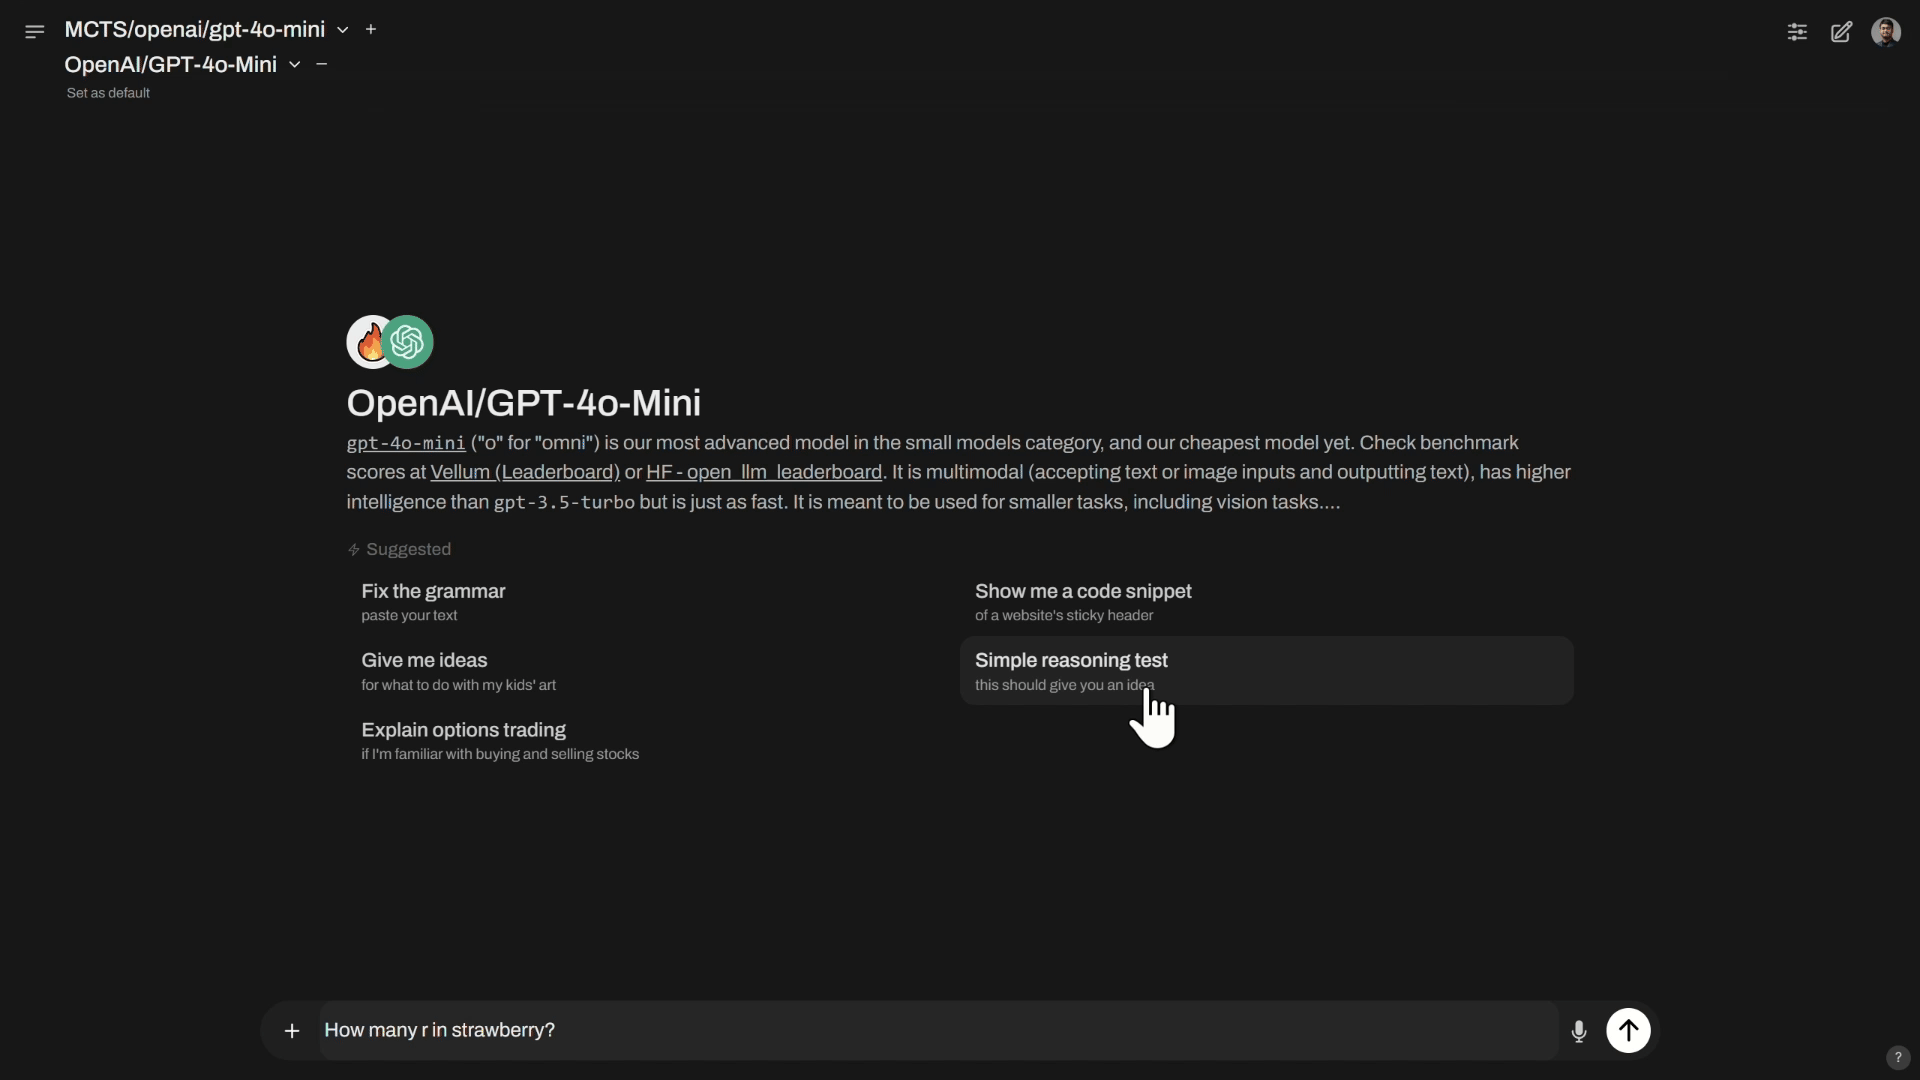 MCTS/openai/gpt-4o-mini
OpenAI/GPT-4o-Mini
Set as default
OpenAI/GPT-4o-Mini
gpt-4o-mini ("o" for "omni") is our most advanced model in the small models category, and our cheapest model yet. Check benchmark
scores at Vellum (Leaderboard) or HF - open_llm_leaderboard. It is multimodal (accepting text or image inputs and outputting text), has higher
intelligence than gpt-3.5-turbo but is just as fast. It is meant to be used for smaller tasks, including vision tasks....
Suggested
Fix the grammar
paste your text
Show me a code snippet
of a website's sticky header
Give me ideas
for what to do with my kids' art
Simple reasoning test
this should give you an idea
Explain options trading
if I'm familiar with buying and selling stocks
How many r in strawberry?
?